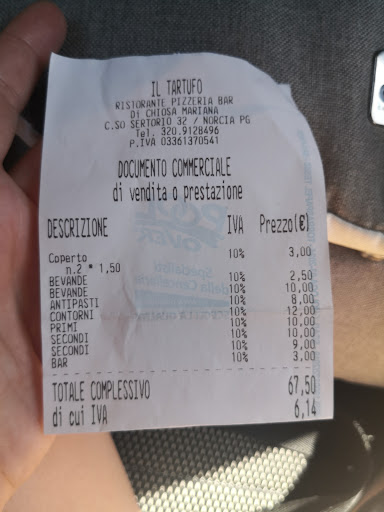 IL TARTUFO
RISTORANTE PIZZERIA BAR
DI CHIOSA MARIANA
C.SO SERTORIO 32 / NORCIA PG
Tel. 320.9128496
P.IVA 03361370541
DOCUMENTO COMMERCIALE
di vendita o prestazione
DESCRIZIONE IVA Prezzo(€)
Coperto 10% 3,00
n.2 * 1,50
BEVANDE 10% 2,50
BEVANDE 10% 10,00
ANTIPASTI 10% 8,00
CONTORNI 10% 12,00
PRIMI 10% 10,00
SECONDI 10% 10,00
SECONDI 10% 9,00
BAR 10% 3,00
TOTALE COMPLESSIVO 67,50
di cui IVA 6,14